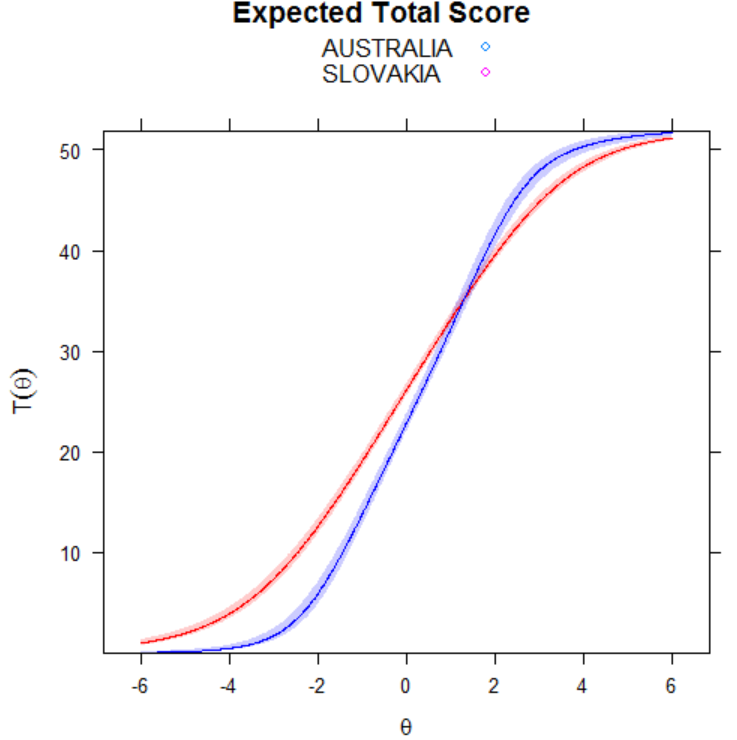 Expected Total Score
AUSTRALIA
SLOVAKIA
50
40
30
20
10
T(θ)
-6 -4 -2 0 2 4 6
θ